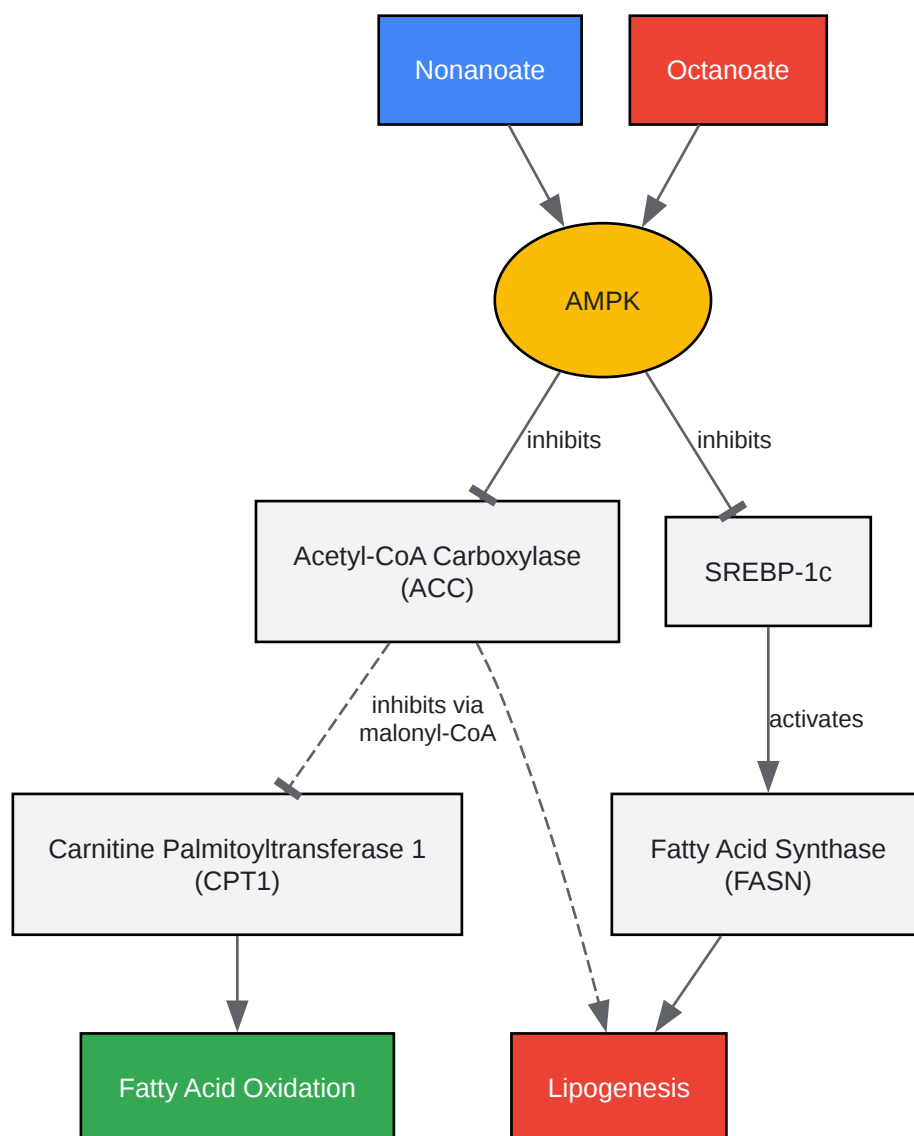 Nonanoate
Octanoate
AMPK
inhibits
inhibits
Acetyl-CoA Carboxylase
(ACC)
SREBP-1c
inhibits via
malonyl-CoA
activates
Carnitine Palmitoyltransferase 1
(CPT1)
Fatty Acid Synthase
(FASN)
Fatty Acid Oxidation
Lipogenesis